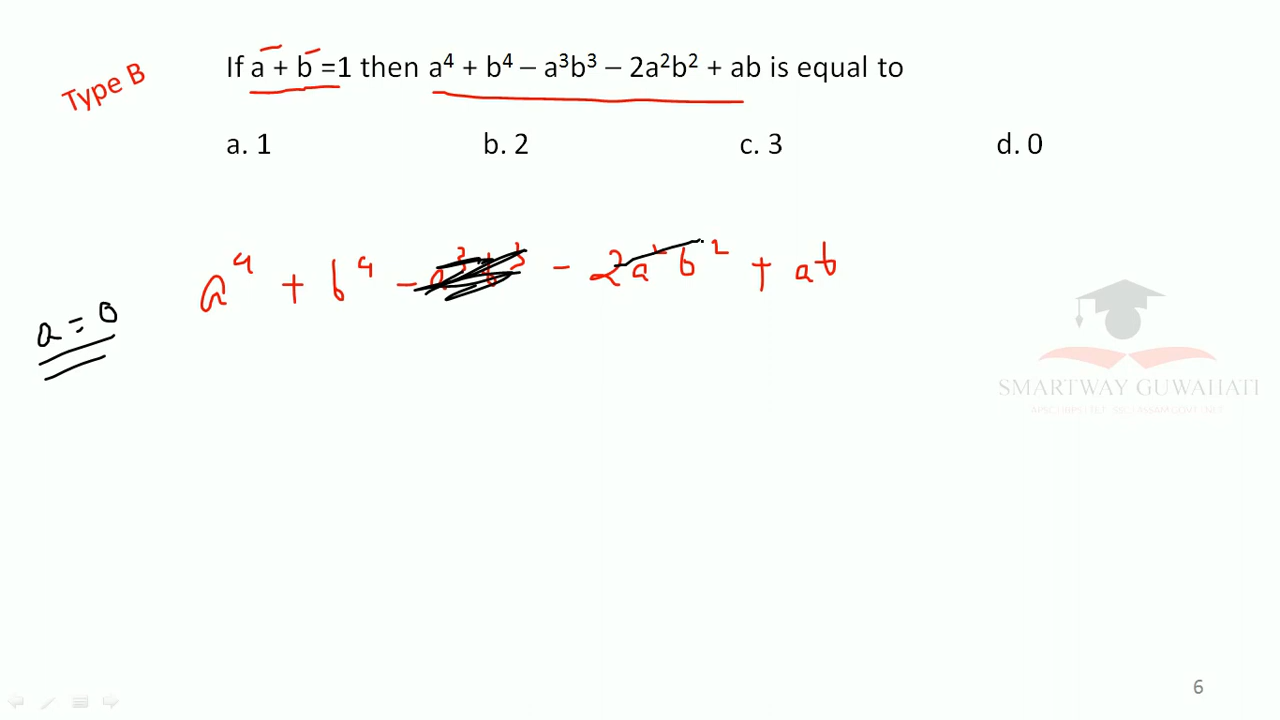 Type B
If a + b =1 then a⁴ + b⁴ – a³b³ – 2a²b² + ab is equal to
a. 1 b. 2 c. 3 d. 0
a⁴ + b⁴ – a³b³ – 2a²b² + ab
a = 0
SMARTWAY GUWAHATI
6